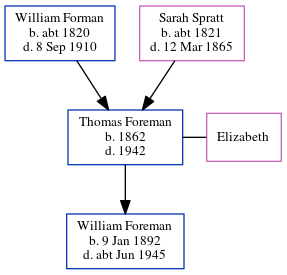 William Forman
b. abt 1820
d. 8 Sep 1910
Sarah Spratt
b. abt 1821
d. 12 Mar 1865
Thomas Foreman
b. 1862
d. 1942
Elizabeth
William Foreman
b. 9 Jan 1892
d. abt Jun 1945